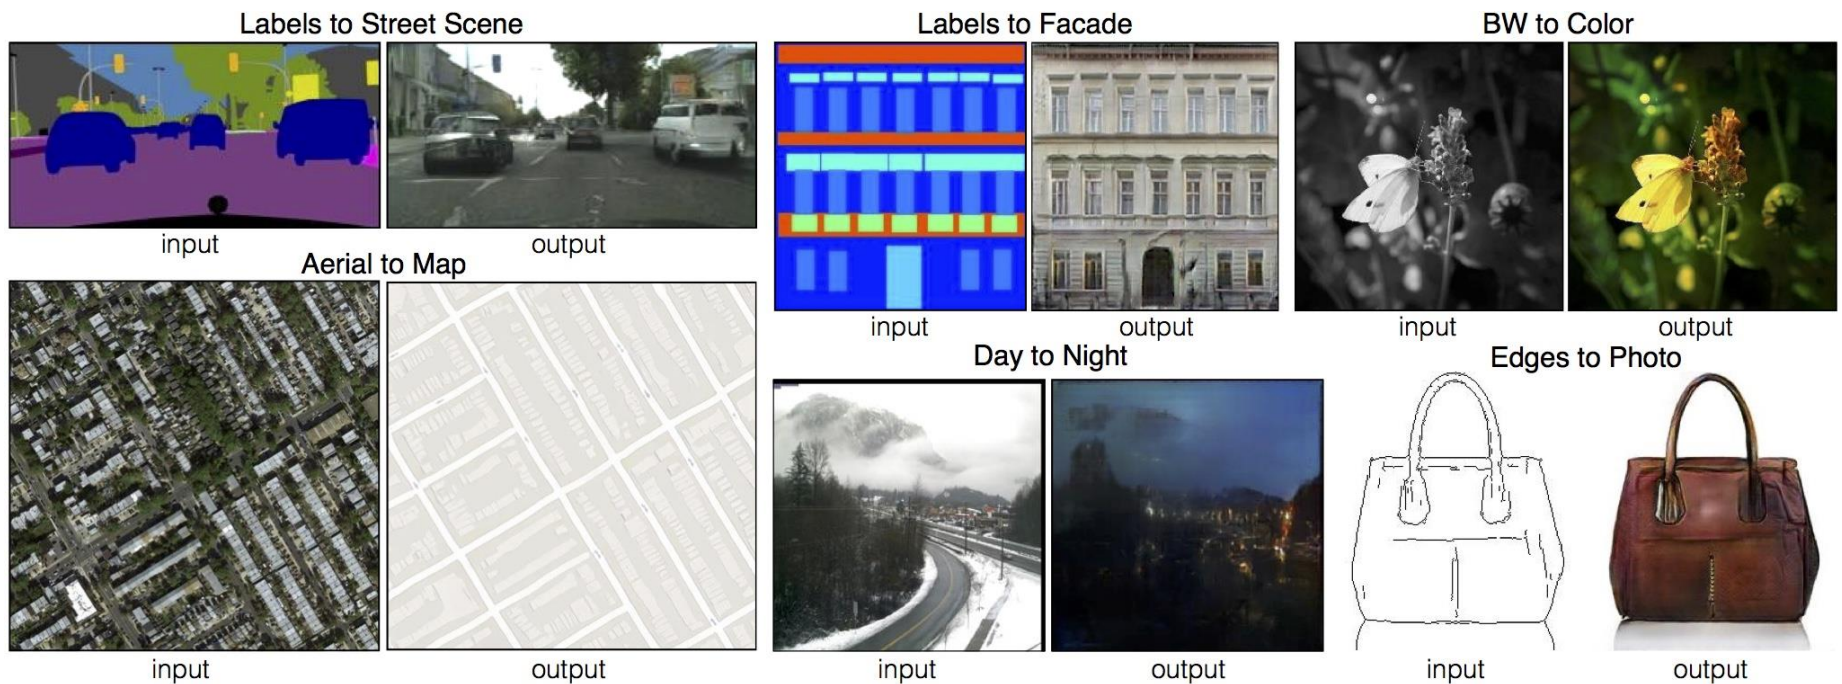 Labels to Street Scene
input
output
Aerial to Map
input
output
Labels to Facade
input
output
BW to Color
input
output
Day to Night
input
output
Edges to Photo
input
output